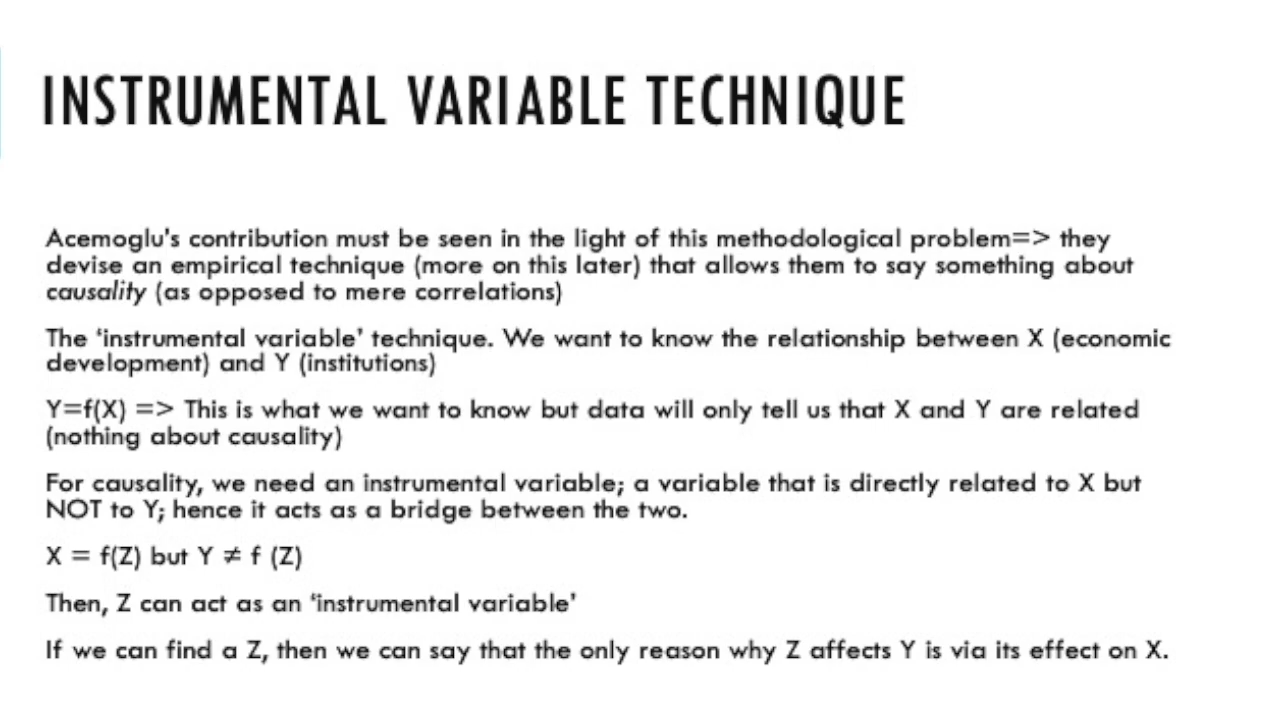 INSTRUMENTAL VARIABLE TECHNIQUE
Acemoglu's contribution must be seen in the light of this methodological problem=> they
devise an empirical technique (more on this later) that allows them to say something about
causality (as opposed to mere correlations)
The ‘instrumental variable’ technique. We want to know the relationship between X (economic
development) and Y (institutions)
Y=f(X) => This is what we want to know but data will only tell us that X and Y are related
(nothing about causality)
For causality, we need an instrumental variable; a variable that is directly related to X but
NOT to Y; hence it acts as a bridge between the two.
X = f(Z) but Y ≠ f (Z)
Then, Z can act as an ‘instrumental variable’
If we can find a Z, then we can say that the only reason why Z affects Y is via its effect on X.